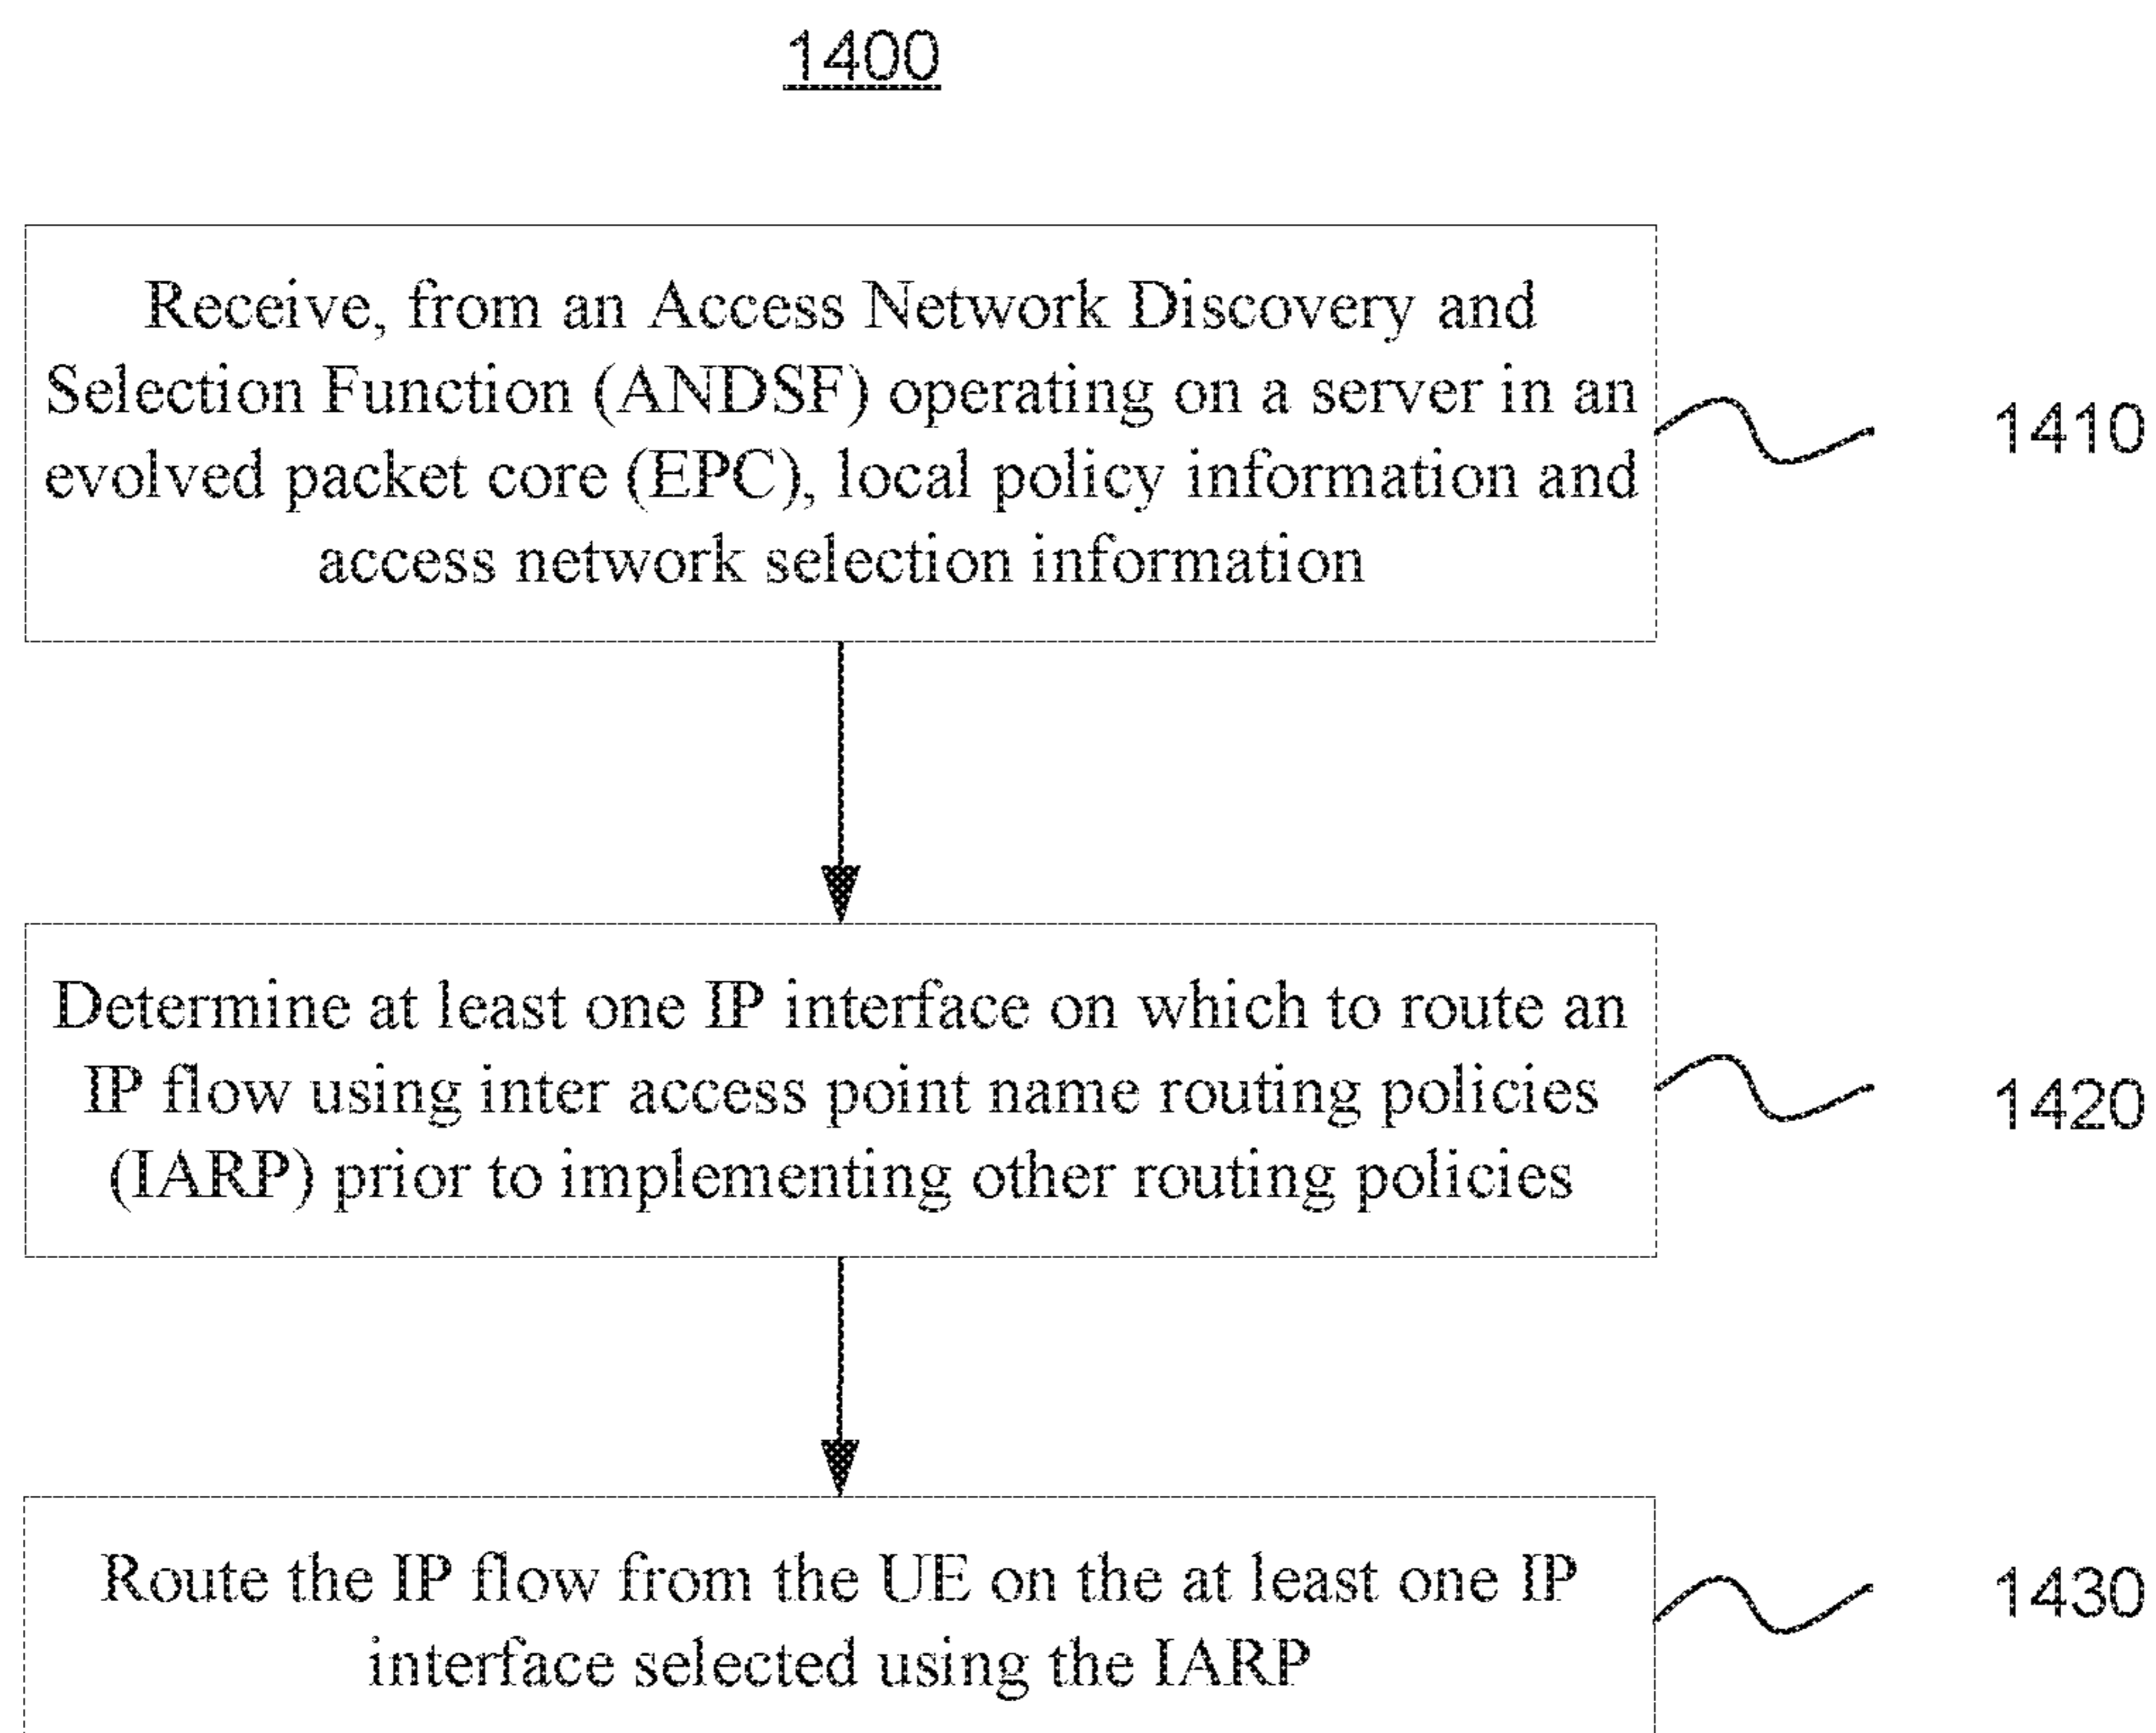 1400
Receive, from an Access Network Discovery and
Selection Function (ANDSF) operating on a server in an
evolved packet core (EPC), local policy information and
access network selection information
1410
Determine at least one IP interface on which to route an
IP flow using inter access point name routing policies
(IARP) prior to implementing other routing policies
1420
Route the IP flow from the UE on the at least one IP
interface selected using the IARP
1430